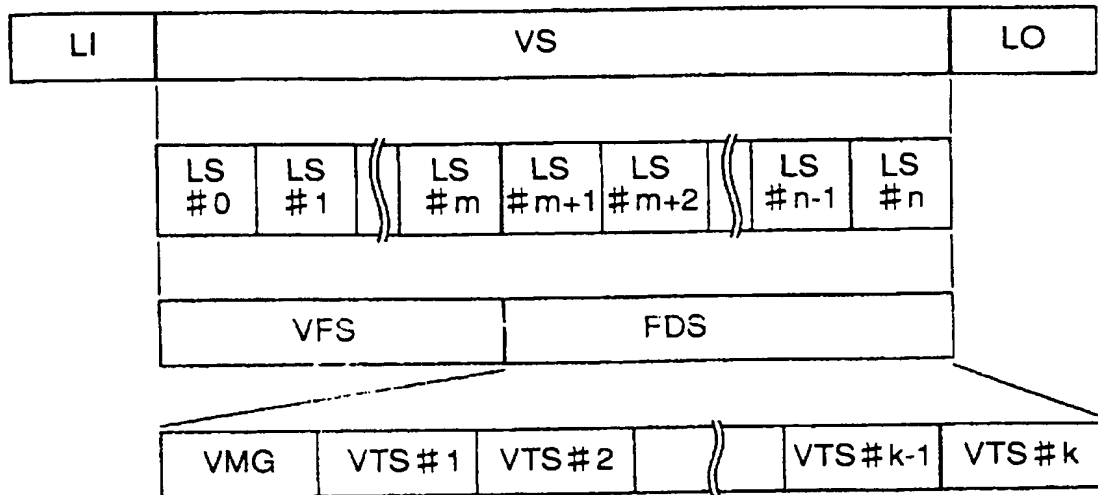 LI VS LO
LS LS LS LS LS LS LS
#0 #1 #m #m+1 #m+2 #n-1 #n
VFS FDS
VMG VTS#1 VTS#2 VTS#k-1 VTS#k